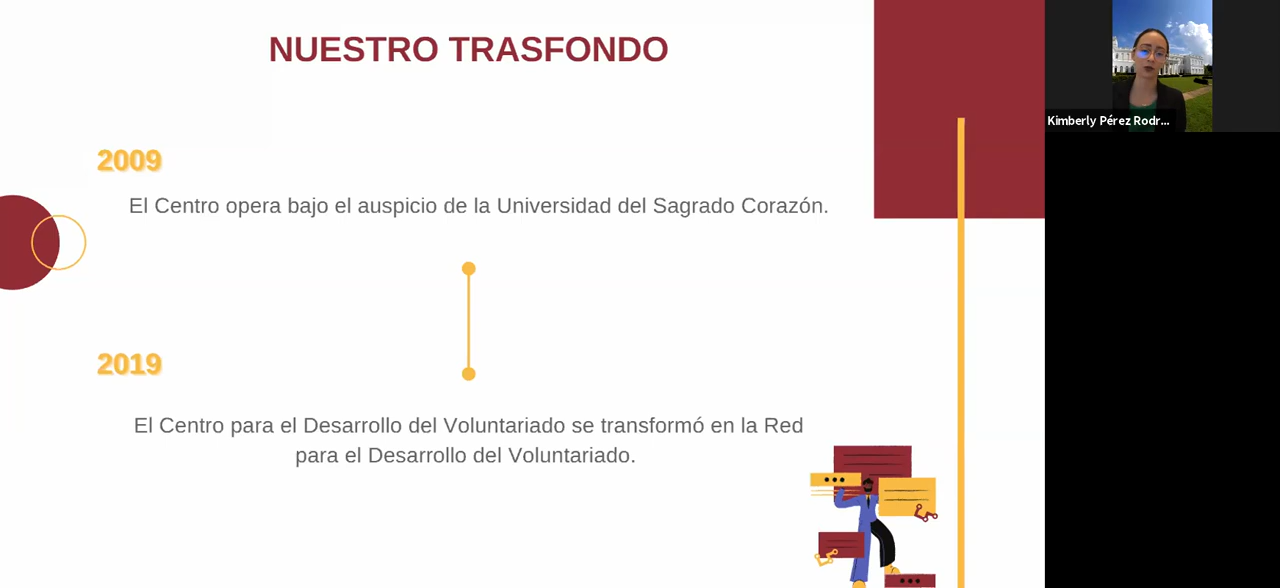 NUESTRO TRASFONDO
2009
El Centro opera bajo el auspicio de la Universidad del Sagrado Corazón.
2019
El Centro para el Desarrollo del Voluntariado se transformó en la Red
para el Desarrollo del Voluntariado.
Kimberly Pérez Rodr...